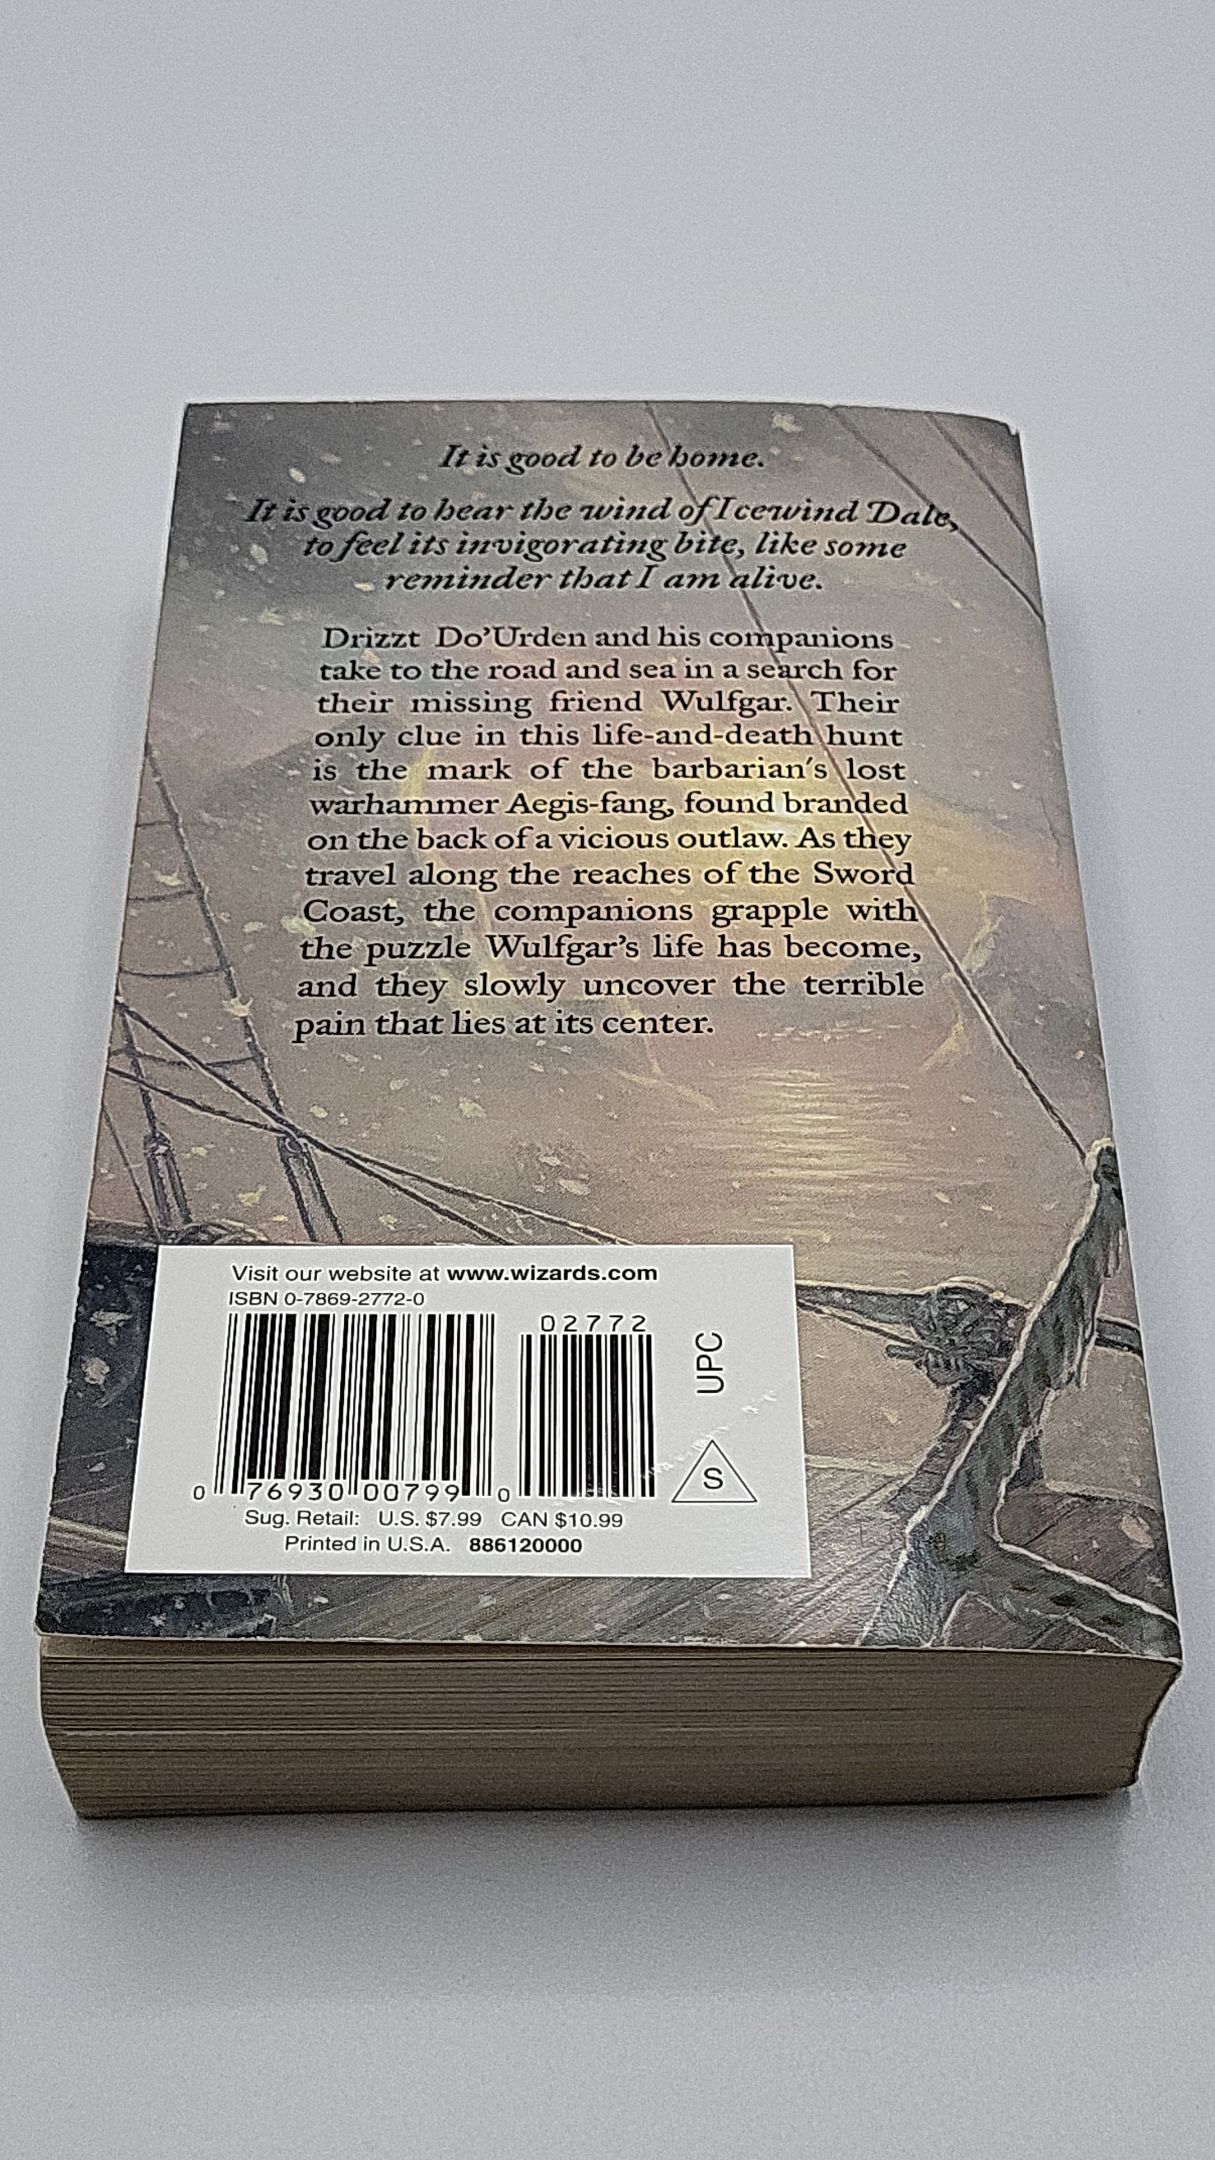 It is good to be home.
It is good to hear the wind of Icewind Dale,
to feel its invigorating bite, like some
reminder that I am alive.
Drizzt Do’Urden and his companions
take to the road and sea in a search for
their missing friend Wulfgar. Their
only clue in this life-and-death hunt
is the mark of the barbarian's lost
warhammer Aegis-fang, found branded
on the back of a vicious outlaw. As they
travel along the reaches of the Sword
Coast, the companions grapple with
the puzzle Wulfgar’s life has become,
and they slowly uncover the terrible
pain that lies at its center.
Visit our website at www.wizards.com
ISBN 0-7869-2772-0
02772
UPC
S
0 76930 00799 0
Sug. Retail: U.S. $7.99 CAN $10.99
Printed in U.S.A. 886120000